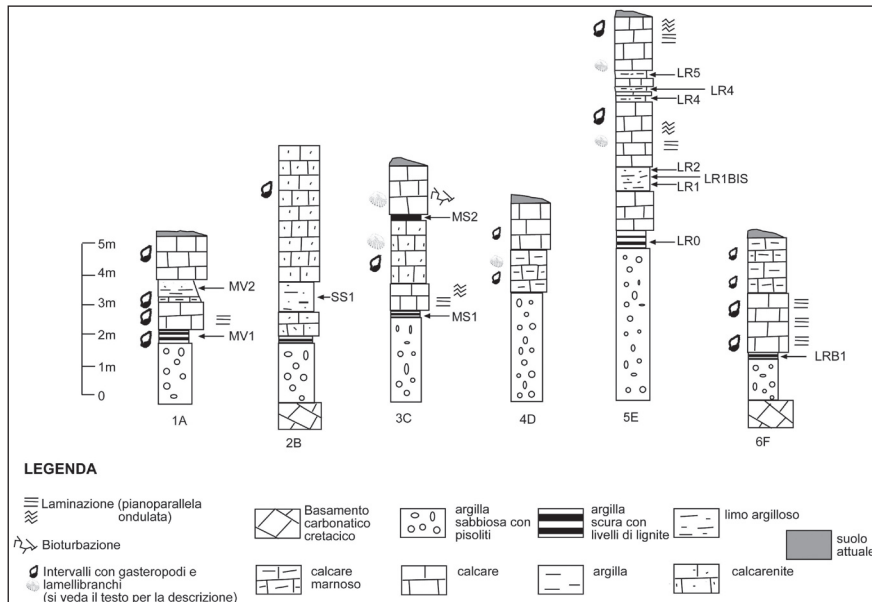 LR5
LR4
LR4
LR2
LR1BIS
LR1
LR0
MS2
MS1
SS1
MV2
MV1
LRB1
5m
4m
3m
2m
1m
0
1A
2B
3C
4D
5E
6F
LEGENDA
Laminazione (pianoparallela
ondulata)
Bioturbazione
Intervalli con gasteropodi e
lamellibranchi
(si veda il testo per la descrizione)
Basamento
carbonatico
cretacico
argilla
sabbiosa con
pisoliti
argilla
scura con
livelli di lignite
limo argilloso
suolo
attuale
calcare
marnoso
calcare
argilla
calcarenite